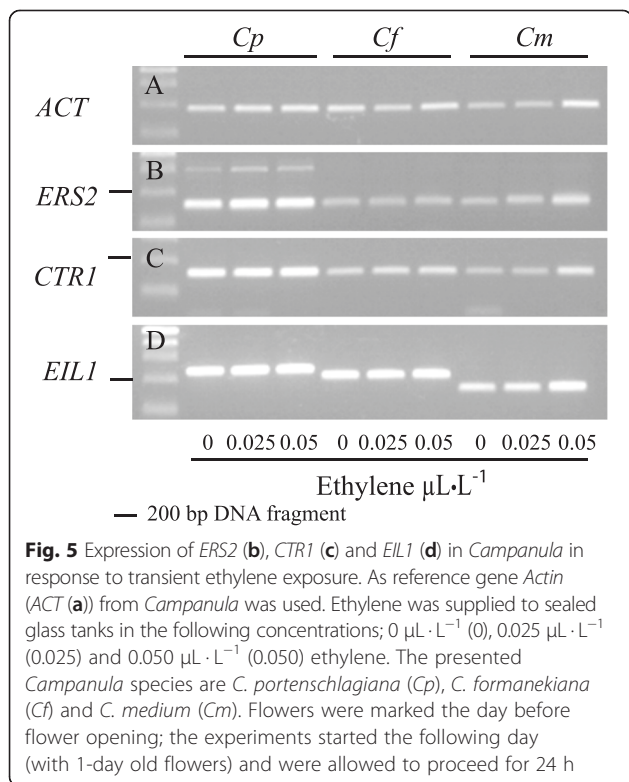 Cp Cf Cm
A
ACT
B
ERS2
C
CTR1
D
EIL1
0 0.025 0.05 0 0.025 0.05 0 0.025 0.05
Ethylene µL·L⁻¹
200 bp DNA fragment
Fig. 5 Expression of ERS2 (b), CTR1 (c) and EIL1 (d) in Campanula in
response to transient ethylene exposure. As reference gene Actin
(ACT (a)) from Campanula was used. Ethylene was supplied to sealed
glass tanks in the following concentrations; 0 µL · L⁻¹ (0), 0.025 µL · L⁻¹
(0.025) and 0.050 µL · L⁻¹ (0.050) ethylene. The presented
Campanula species are C. portenschlagiana (Cp), C. formanekiana
(Cf) and C. medium (Cm). Flowers were marked the day before
flower opening; the experiments started the following day
(with 1-day old flowers) and were allowed to proceed for 24 h